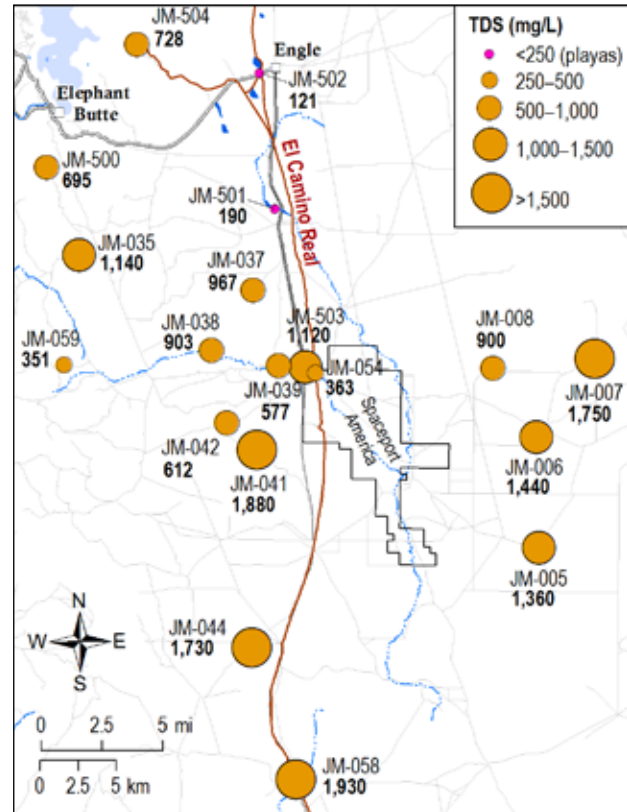 JM-504
728
Engle
JM-502
121
Elephant
Butte
JM-500
695
El Camino Real
JM-501
190
JM-035
1,140
JM-037
967
JM-503
1,120
JM-038
903
JM-059
351
JM-054
363
JM-039
577
JM-008
900
JM-007
1,750
Spaceport
America
JM-042
612
JM-041
1,880
JM-006
1,440
JM-005
1,360
JM-044
1,730
JM-058
1,930
TDS (mg/L)
<250 (playas)
250–500
500–1,000
1,000–1,500
>1,500
N
W E
S
0 2.5 5 mi
0 2.5 5 km